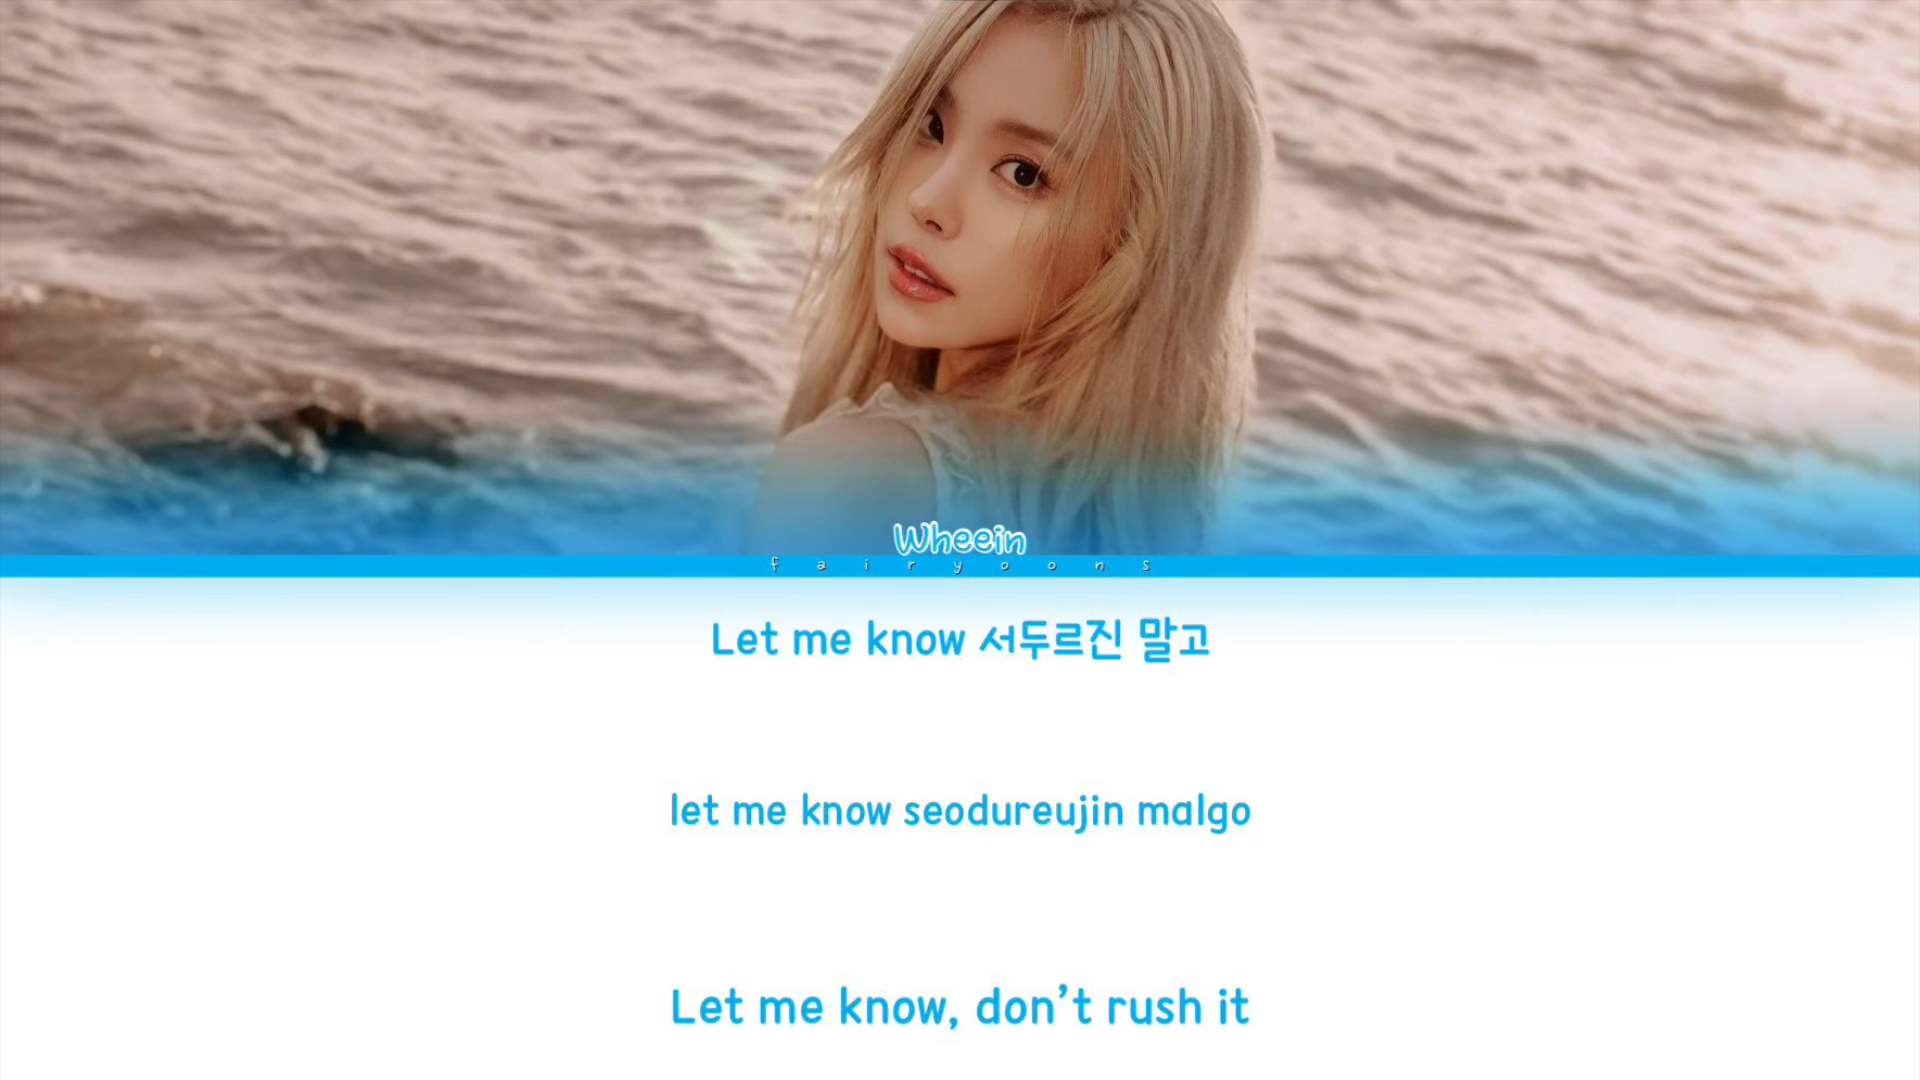 Wheein
fairyoons
Let me know 서두르진 말고
let me know seodureujin malgo
Let me know, don’t rush it